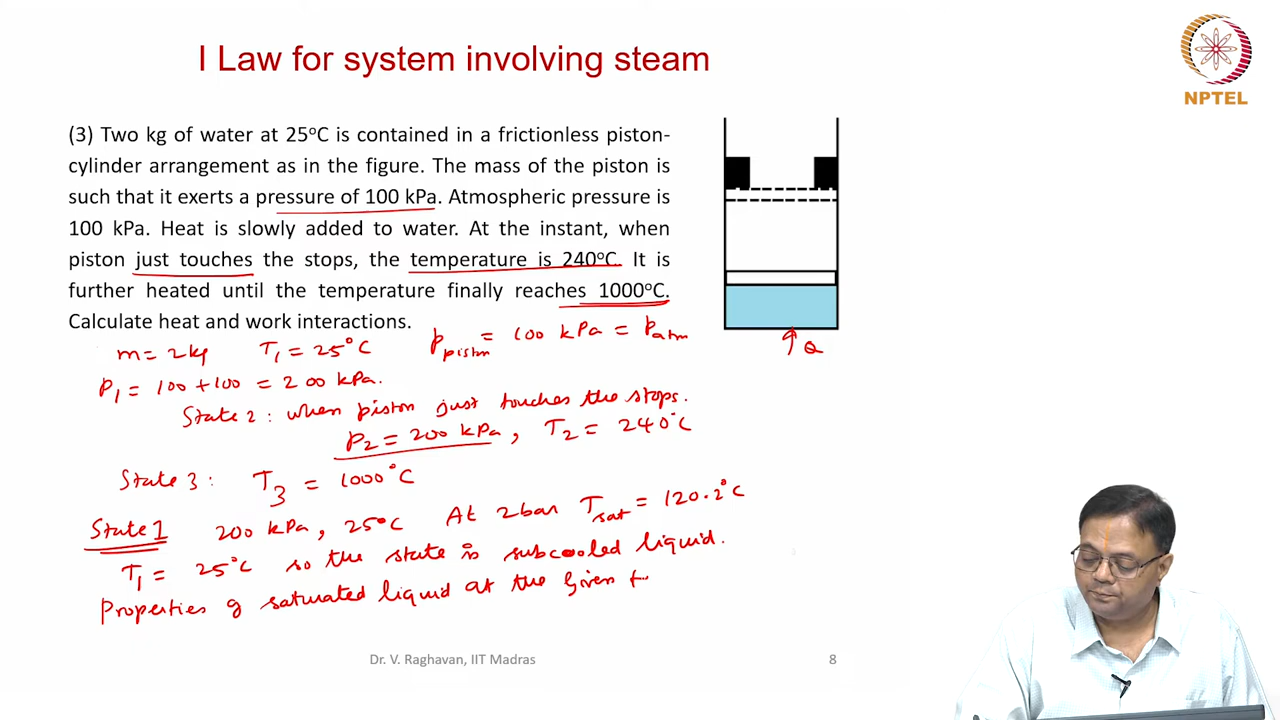 I Law for system involving steam
NPTEL
(3) Two kg of water at 25°C is contained in a frictionless piston-
cylinder arrangement as in the figure. The mass of the piston is
such that it exerts a pressure of 100 kPa. Atmospheric pressure is
100 kPa. Heat is slowly added to water. At the instant, when
piston just touches the stops, the temperature is 240°C. It is
further heated until the temperature finally reaches 1000°C.
Calculate heat and work interactions.
m = 2 kg T₁ = 25°C p_piston = 100 kPa = p_atm
Q
p₁ = 100 + 100 = 200 kPa.
State 2 : when piston just touches the stops.
p₂ = 200 kPa, T₂ = 240°C
State 3 : T₃ = 1000°C
State 1 200 kPa, 25°C At 2 bar T_sat = 120.2°C
T₁ = 25°C so the state is subcooled liquid.
Properties of saturated liquid at the given t
Dr. V. Raghavan, IIT Madras
8